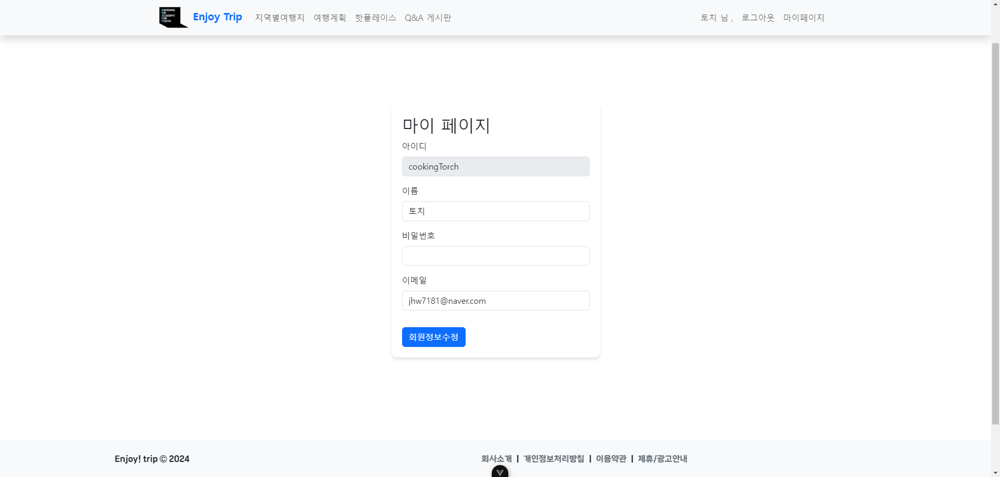 SAMSUNG
SW
ACADEMY
FOR
YOUTH
Enjoy Trip 지역별여행지 여행계획 핫플레이스 Q&A 게시판 토치 님 , 로그아웃 마이페이지
마이 페이지
아이디
cookingTorch
이름
토치
비밀번호
이메일
jhw7181@naver.com
회원정보수정
Enjoy! trip © 2024 회사소개 | 개인정보처리방침 | 이용약관 | 제휴/광고안내